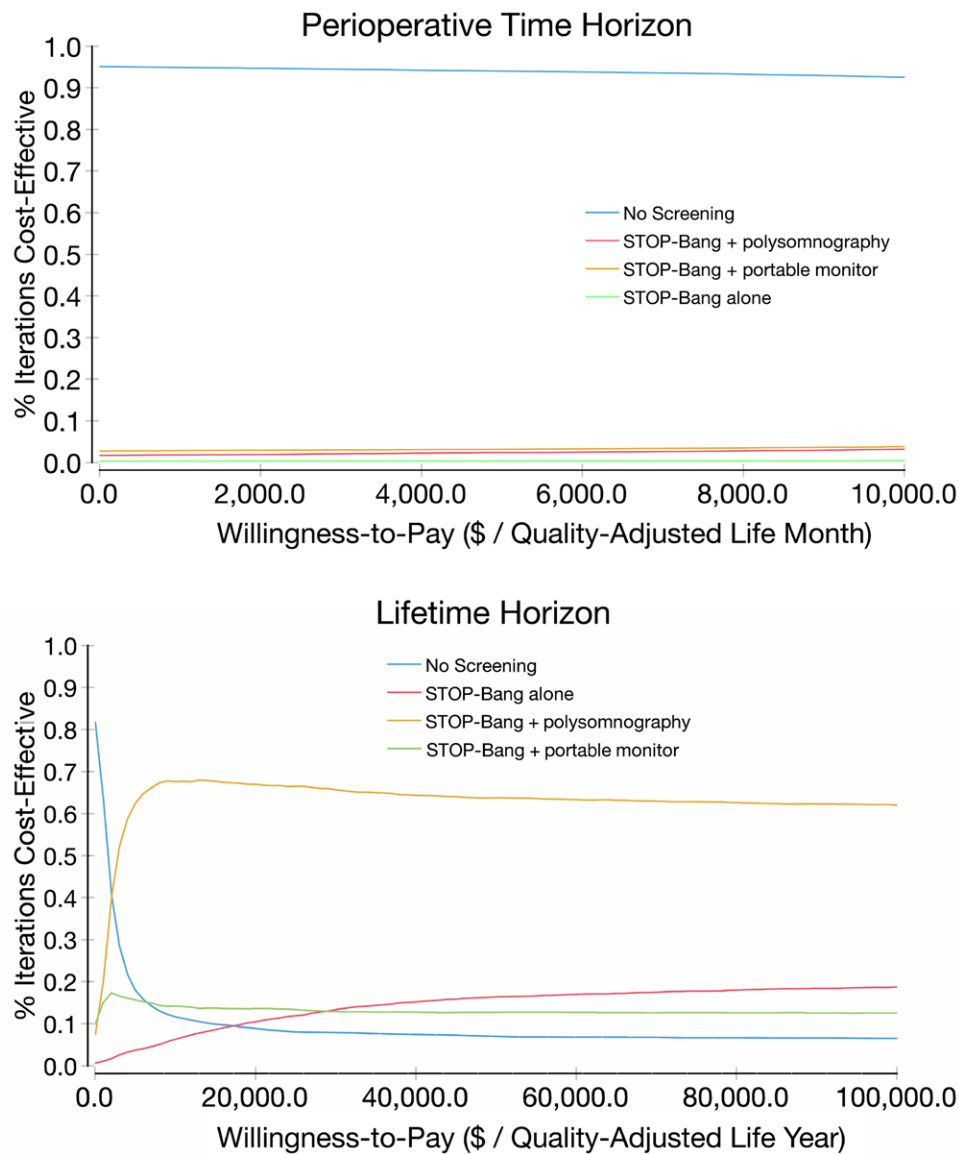 Perioperative Time Horizon
% Iterations Cost-Effective
1.0
0.9
0.8
0.7
0.6
0.5
0.4
0.3
0.2
0.1
0.0
No Screening
STOP-Bang + polysomnography
STOP-Bang + portable monitor
STOP-Bang alone
0.0 2,000.0 4,000.0 6,000.0 8,000.0 10,000.0
Willingness-to-Pay ($ / Quality-Adjusted Life Month)
Lifetime Horizon
% Iterations Cost-Effective
1.0
0.9
0.8
0.7
0.6
0.5
0.4
0.3
0.2
0.1
0.0
No Screening
STOP-Bang alone
STOP-Bang + polysomnography
STOP-Bang + portable monitor
0.0 20,000.0 40,000.0 60,000.0 80,000.0 100,000.0
Willingness-to-Pay ($ / Quality-Adjusted Life Year)